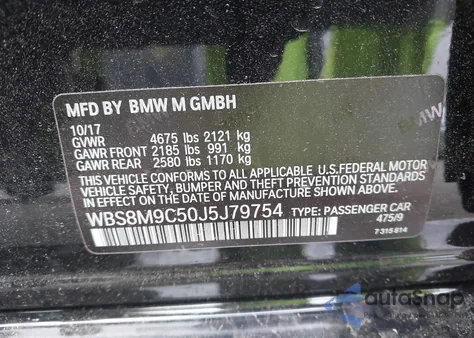 MFD BY BMW M GMBH
10/17
GVWR 4675 lbs 2121 kg
GAWR FRONT 2185 lbs 991 kg
GAWR REAR 2580 lbs 1170 kg
THIS VEHICLE CONFORMS TO ALL APPLICABLE U.S.FEDERAL MOTOR
VEHICLE SAFETY, BUMPER, AND THEFT PREVENTION STANDARDS
IN EFFECT ON THE DATE OF MANUFACTURE SHOWN ABOVE.
WBS8M9C50J5J79754 TYPE: PASSENGER CAR
475/9
7 315 814
BMW
autoSnap